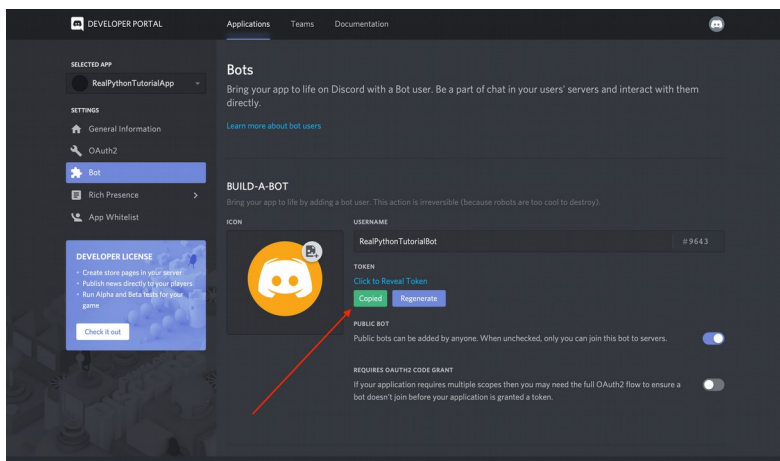 DEVELOPER PORTAL
Applications Teams Documentation
SELECTED APP
RealPythonTutorialApp
SETTINGS
General Information
OAuth2
Bot
Rich Presence
App Whitelist
DEVELOPER LICENSE
• Create store pages in your server
• Publish news directly to your players
• Run Alpha and Beta tests for your
game
Check it out
Bots
Bring your app to life on Discord with a Bot user. Be a part of chat in your users' servers and interact with them
directly.
Learn more about bot users
BUILD-A-BOT
Bring your app to life by adding a bot user. This action is irreversible (because robots are too cool to destroy).
ICON
USERNAME
RealPythonTutorialBot #9643
TOKEN
Click to Reveal Token
Copied Regenerate
PUBLIC BOT
Public bots can be added by anyone. When unchecked, only you can join this bot to servers.
REQUIRES OAUTH2 CODE GRANT
If your application requires multiple scopes then you may need the full OAuth2 flow to ensure a
bot doesn't join before your application is granted a token.